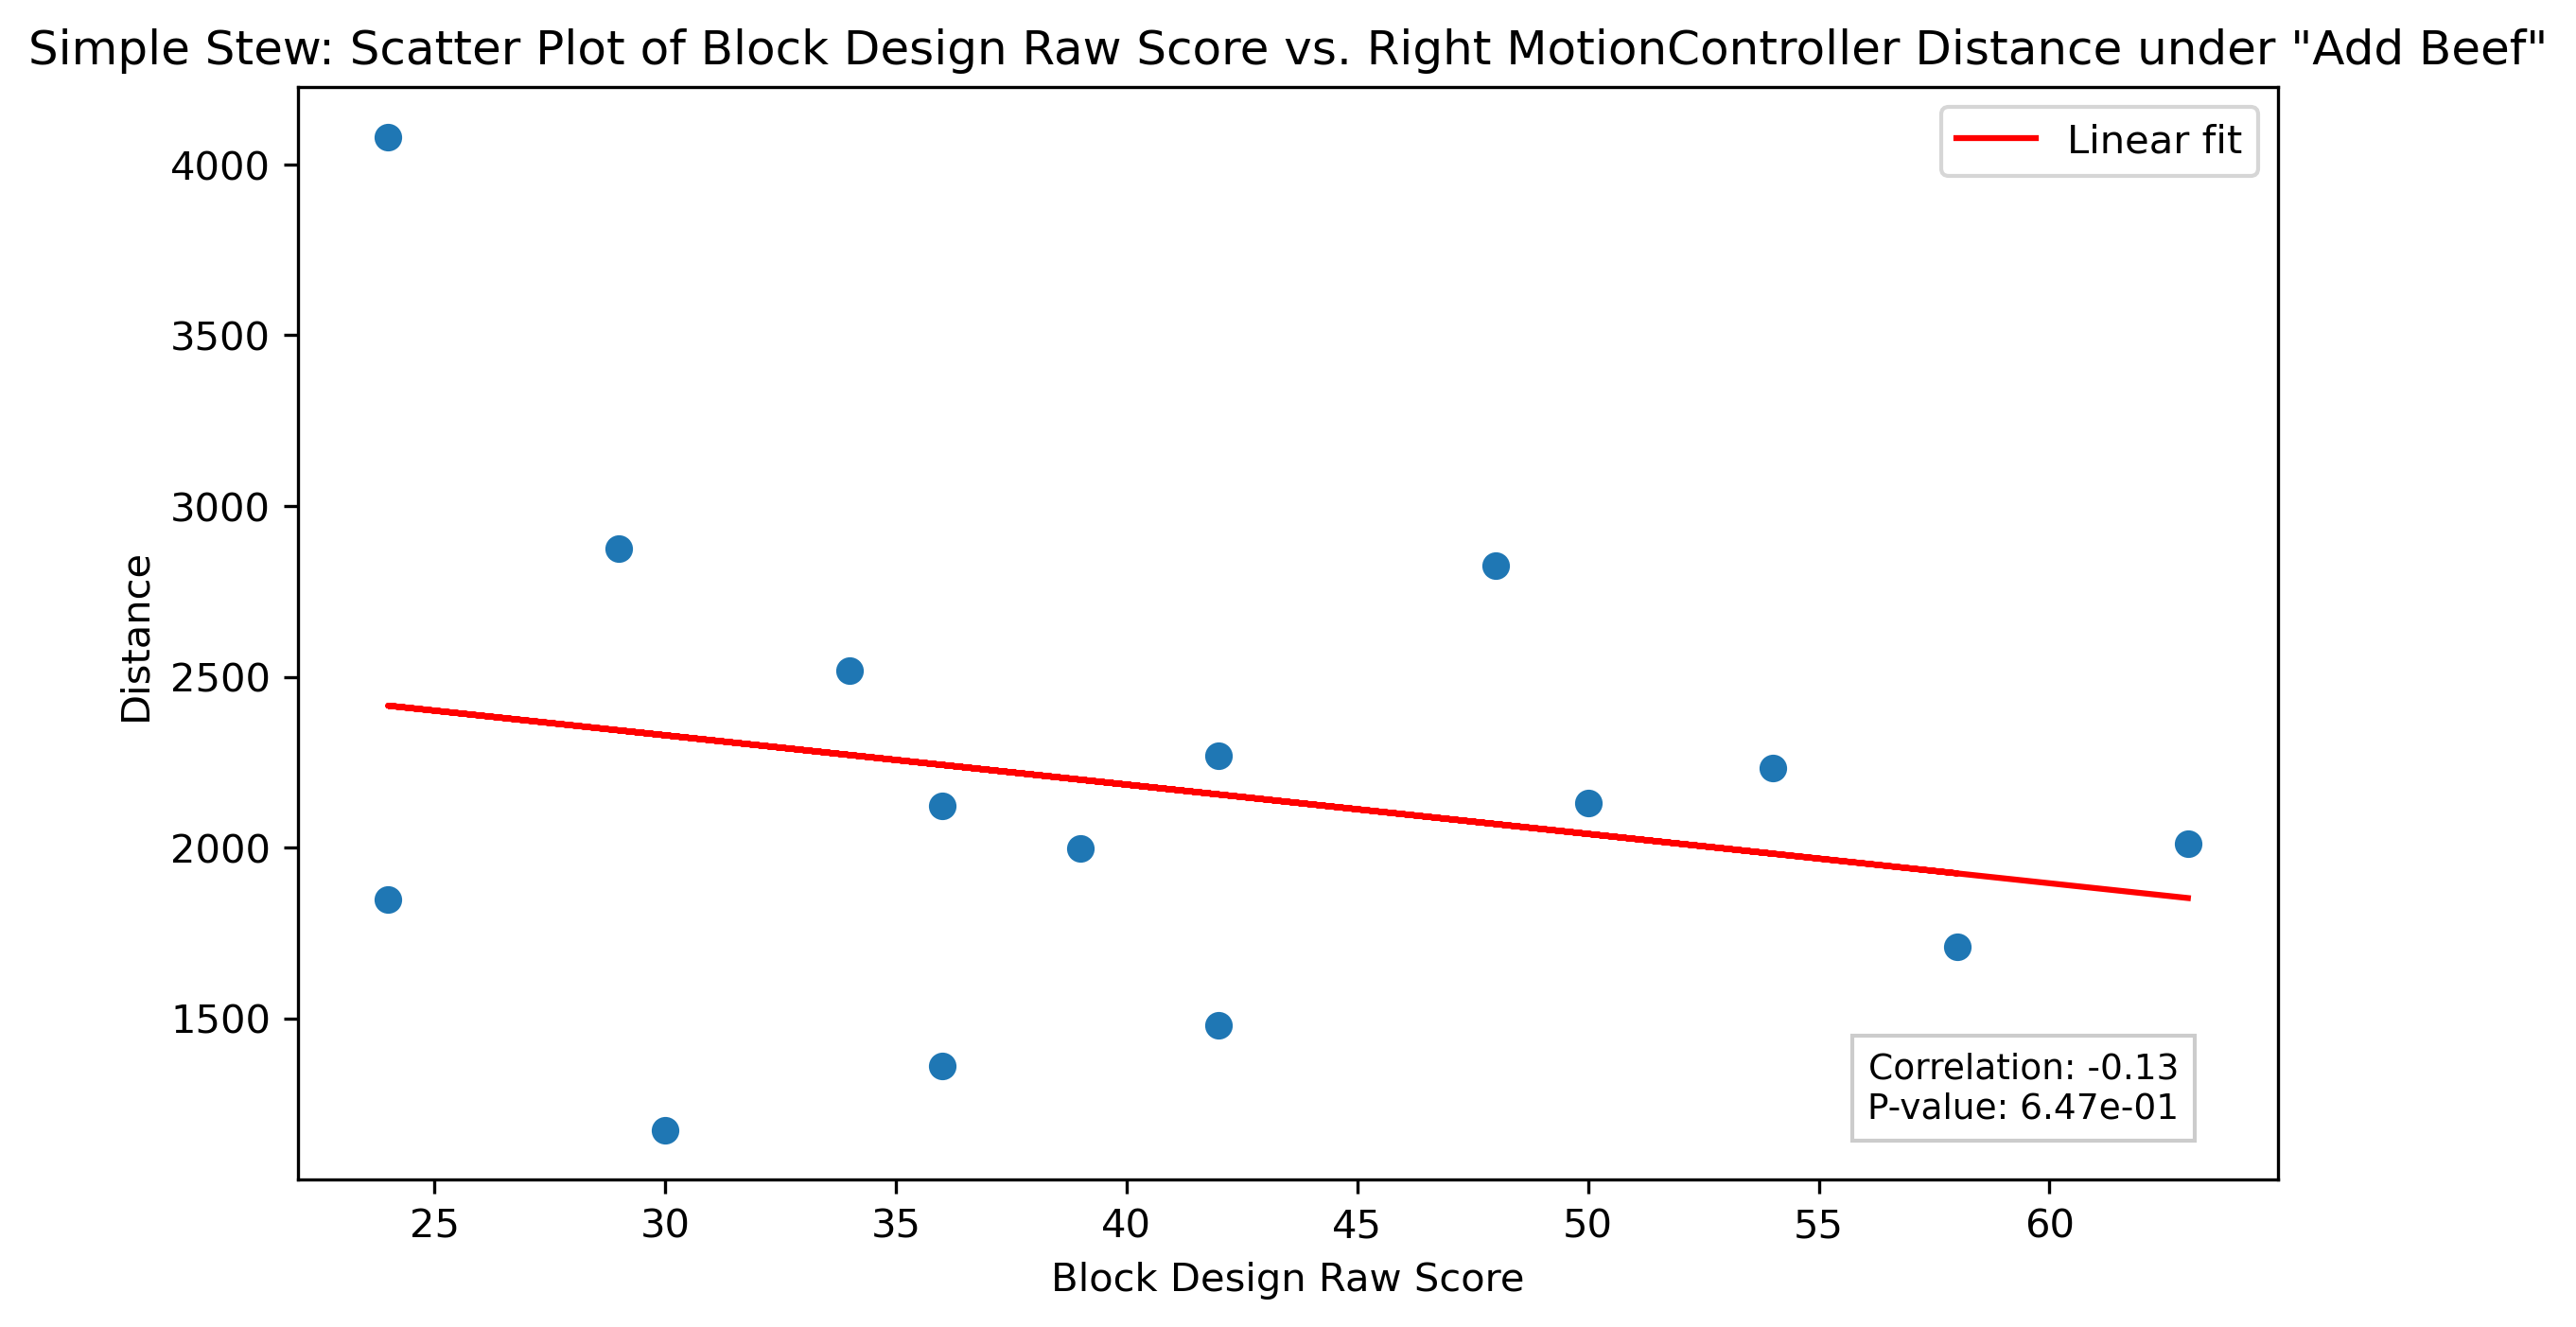 Simple Stew: Scatter Plot of Block Design Raw Score vs. Right MotionController Distance under "Add Beef"
Linear fit
4000
3500
3000
2500
2000
1500
Distance
Correlation: -0.13
P-value: 6.47e-01
25 30 35 40 45 50 55 60
Block Design Raw Score